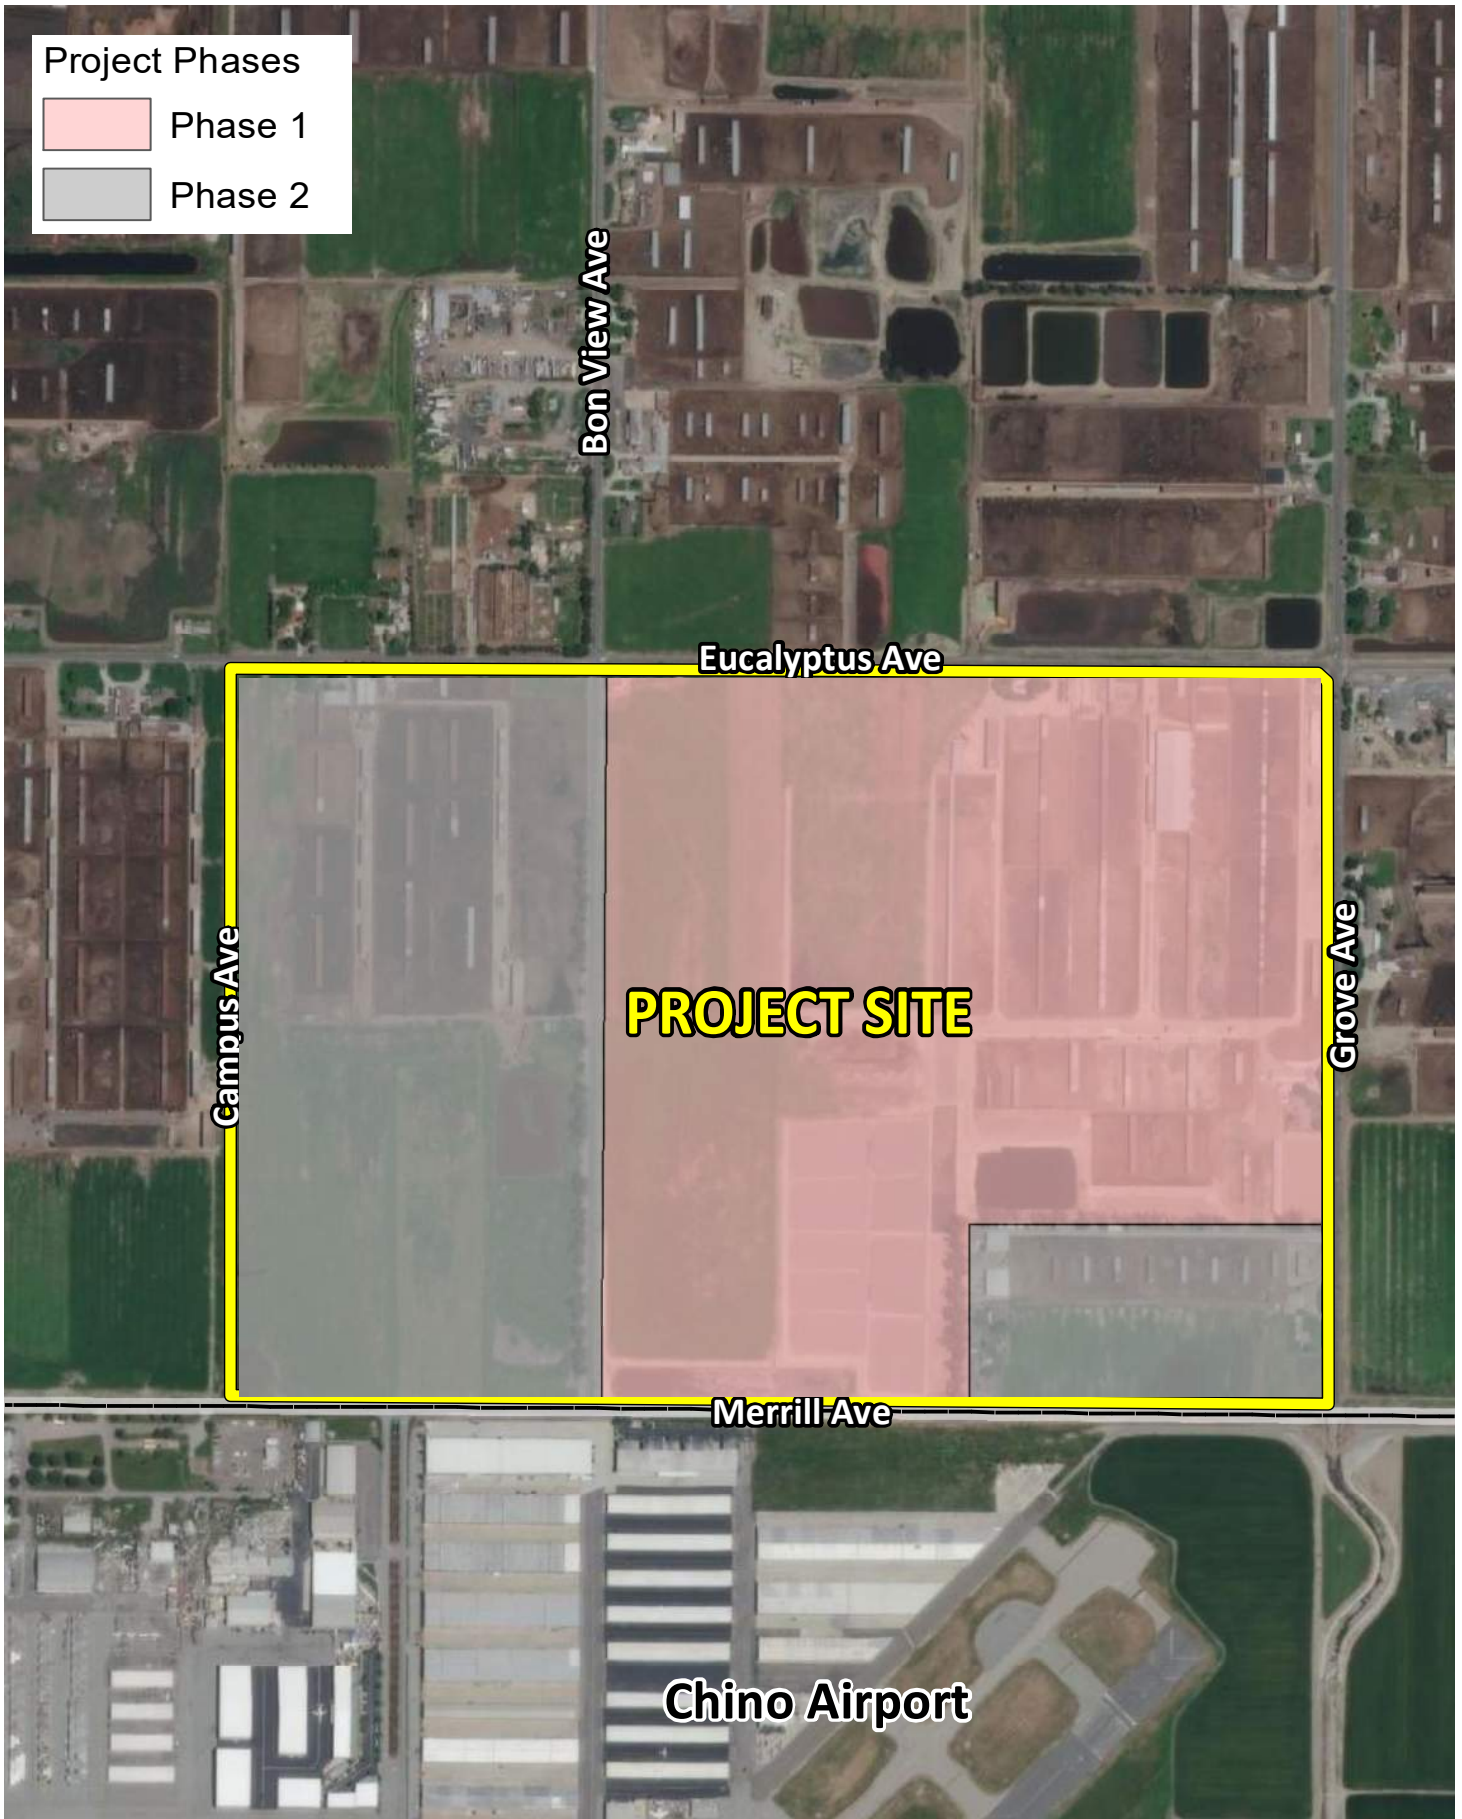 Project Phases
Phase 1
Phase 2
Bon View Ave
Eucalyptus Ave
Campus Ave
PROJECT SITE
Grove Ave
Merrill Ave
Chino Airport